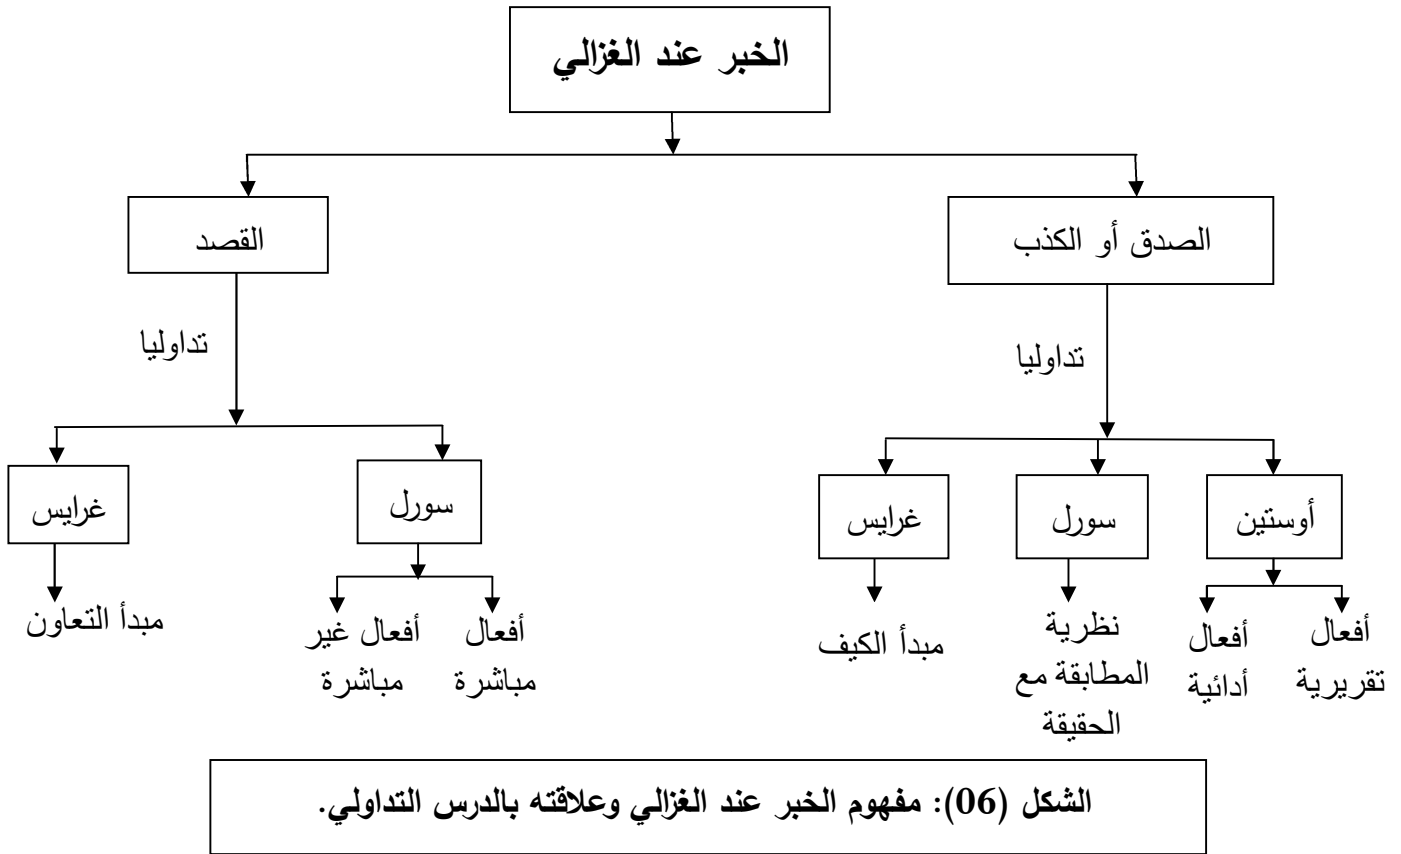 الخبر عند الغزالي
الصدق أو الكذب
القصد
تداوليا
تداوليا
أوستين
سورل
غرايس
سورل
غرايس
أفعال
تقريرية
أفعال
أدائية
نظرية
المطابقة مع
الحقيقة
مبدأ الكيف
أفعال
مباشرة
أفعال غير
مباشرة
مبدأ التعاون
الشكل (06): مفهوم الخبر عند الغزالي وعلاقته بالدرس التداولي.